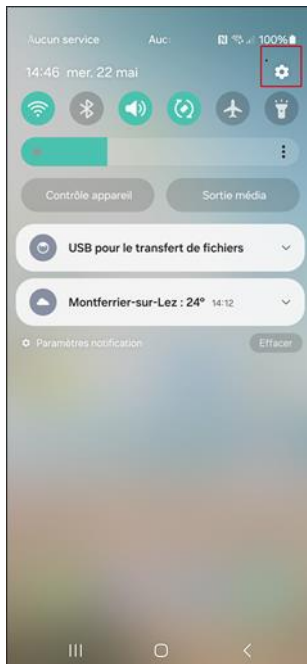 Aucun service Auc 100%
14:46 mer. 22 mai
Contrôle appareil Sortie média
USB pour le transfert de fichiers
Montferrier-sur-Lez : 24° 14:12
Paramètres notification Effacer